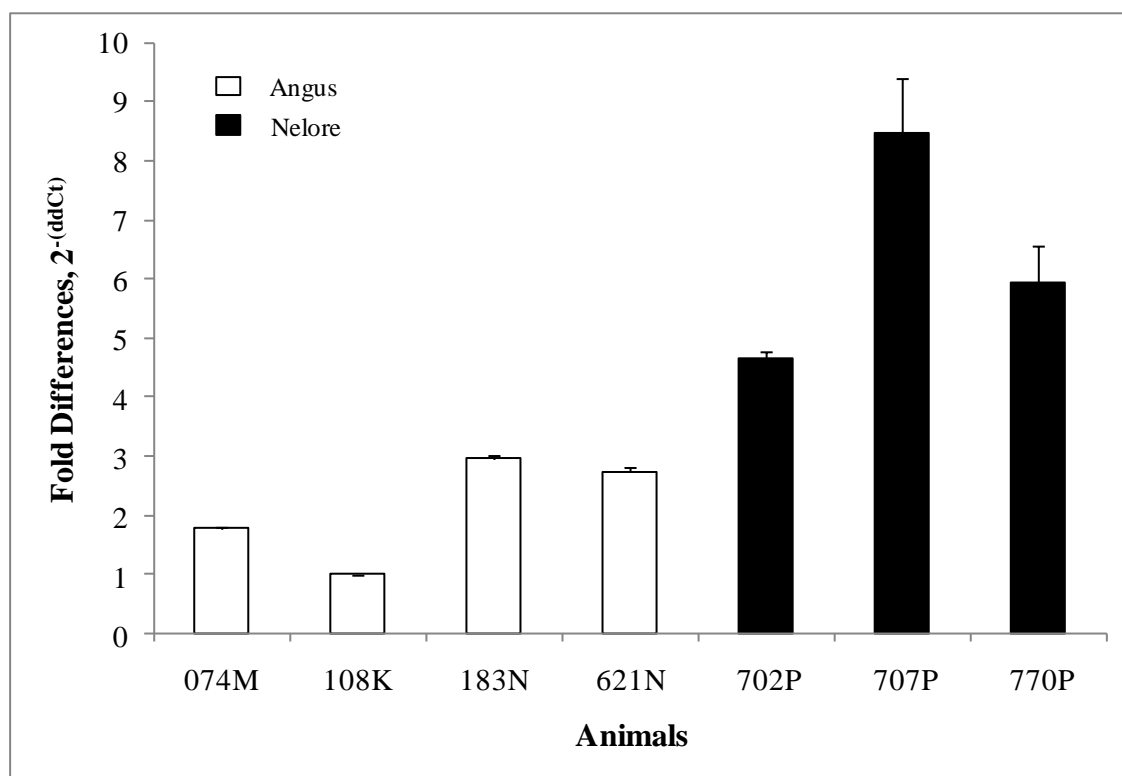 10
9
8
7
6
5
4
3
2
1
0
Fold Differences, 2-(ddCt)
Angus
Nelore
074M 108K 183N 621N 702P 707P 770P
Animals